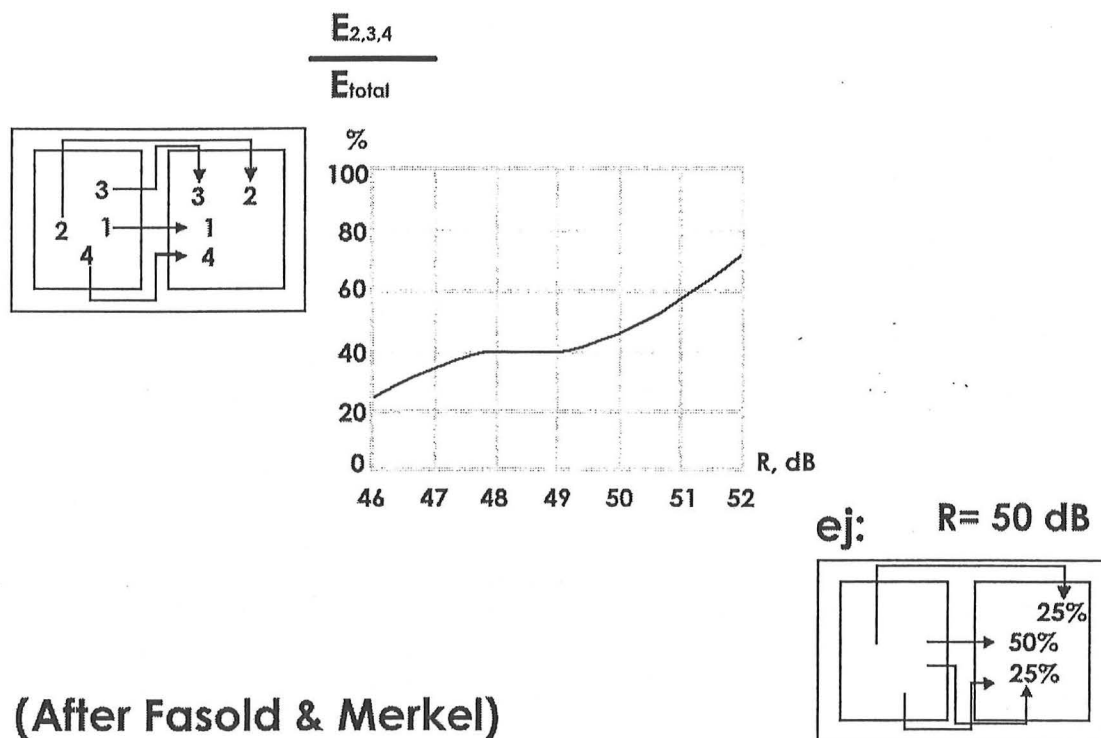 E2,3,4
Etotal
%
100
80
60
40
20
0
46 47 48 49 50 51 52
R, dB
3 3 2
2 1 1
4 4
ej: R= 50 dB
25%
50%
25%
(After Fasold & Merkel)